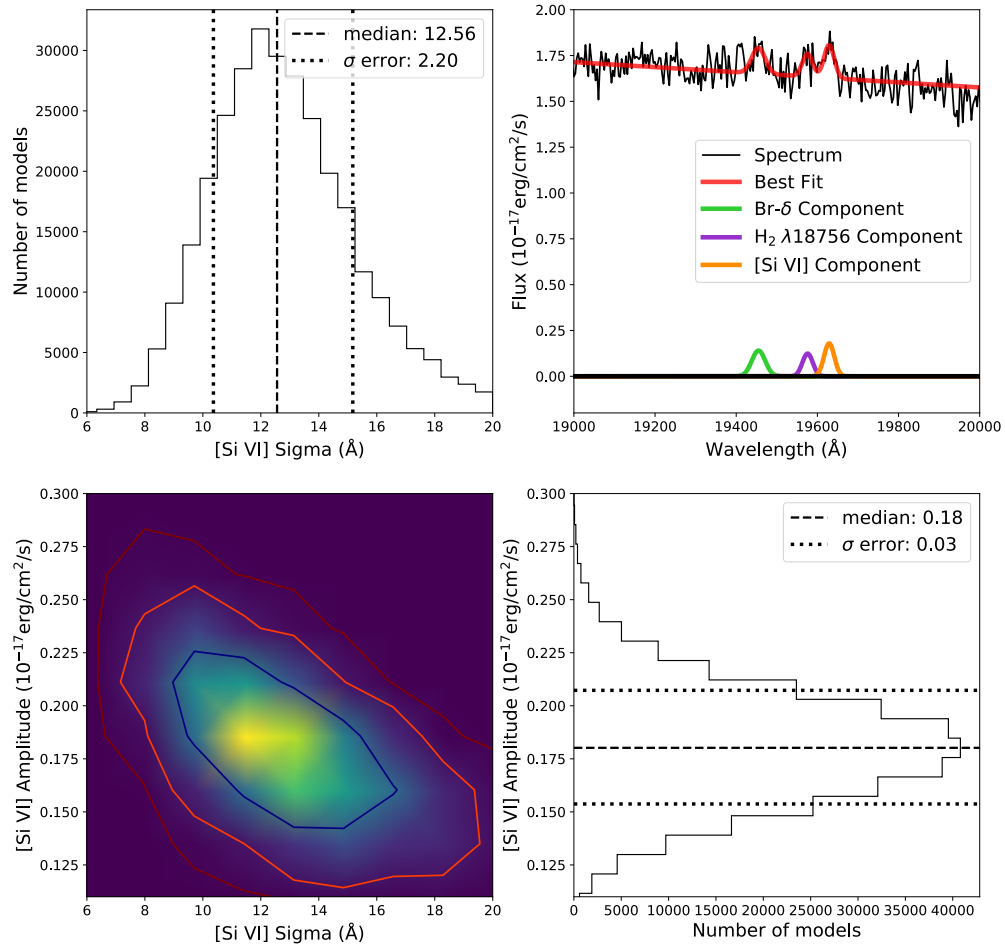 median: 12.56
σ error: 2.20
Number of models
30000
25000
20000
15000
10000
5000
0
6 8 10 12 14 16 18 20
[Si VI] Sigma (Å)
2.00
1.75
1.50
1.25
1.00
0.75
0.50
0.25
0.00
Flux (10⁻¹⁷erg/cm²/s)
Spectrum
Best Fit
Br-δ Component
H₂ λ18756 Component
[Si VI] Component
19000 19200 19400 19600 19800 20000
Wavelength (Å)
0.300
0.275
0.250
0.225
0.200
0.175
0.150
0.125
[Si VI] Amplitude (10⁻¹⁷erg/cm²/s)
6 8 10 12 14 16 18 20
[Si VI] Sigma (Å)
median: 0.18
σ error: 0.03
0.300
0.275
0.250
0.225
0.200
0.175
0.150
0.125
[Si VI] Amplitude (10⁻¹⁷erg/cm²/s)
0 5000 10000 15000 20000 25000 30000 35000 40000
Number of models